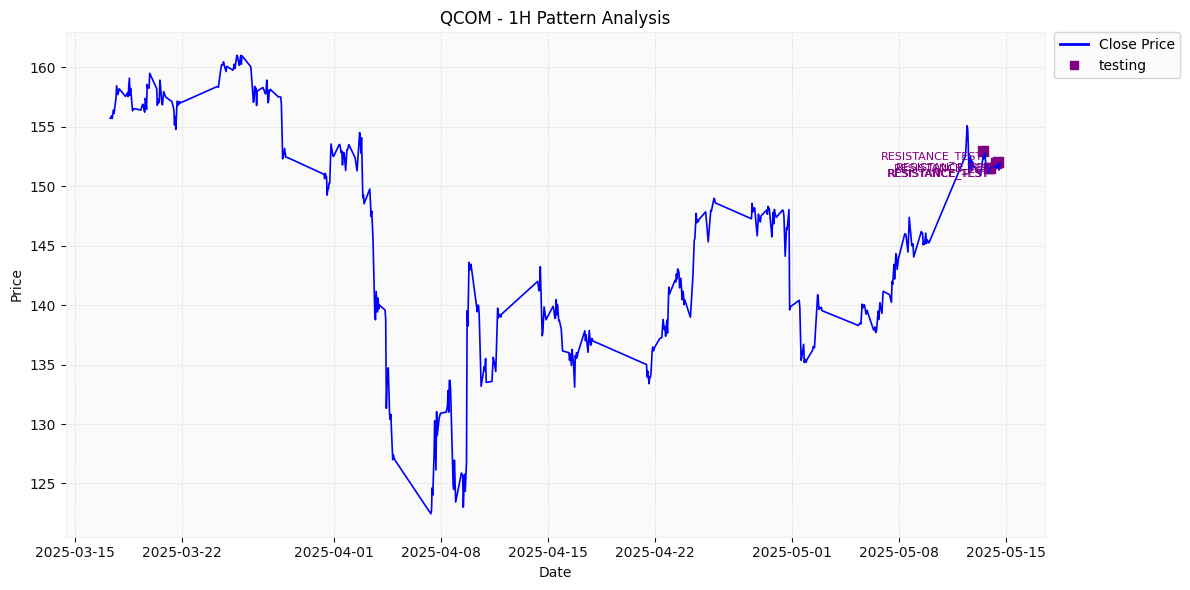 QCOM - 1H Pattern Analysis
Close Price
testing
160
155
150
145
140
135
130
125
Price
RESISTANCE_TEST
RESISTANCE_TEST
RESISTANCE_TEST
RESISTANCE_TEST
2025-03-15
2025-03-22
2025-04-01
2025-04-08
2025-04-15
2025-04-22
2025-05-01
2025-05-08
2025-05-15
Date